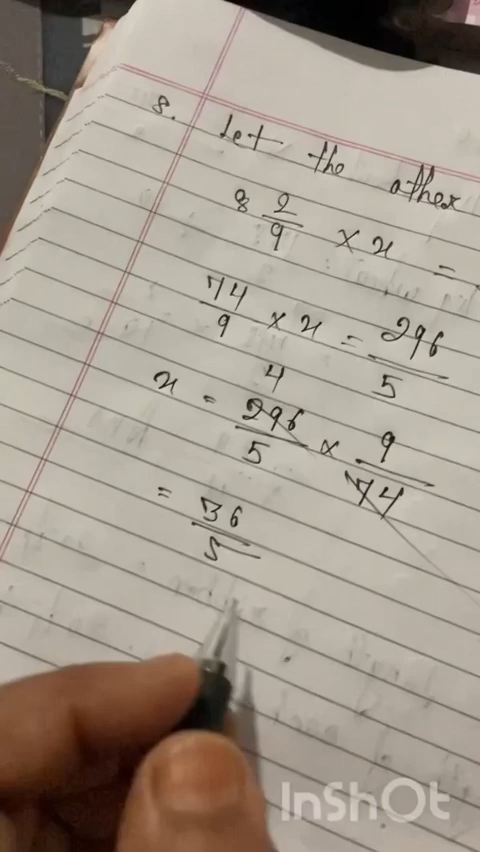 8. Let the other
8 2/9 × x =
74/9 × x = 296/5
4
x = 296/5 × 9/74
= 36/5
InShOt